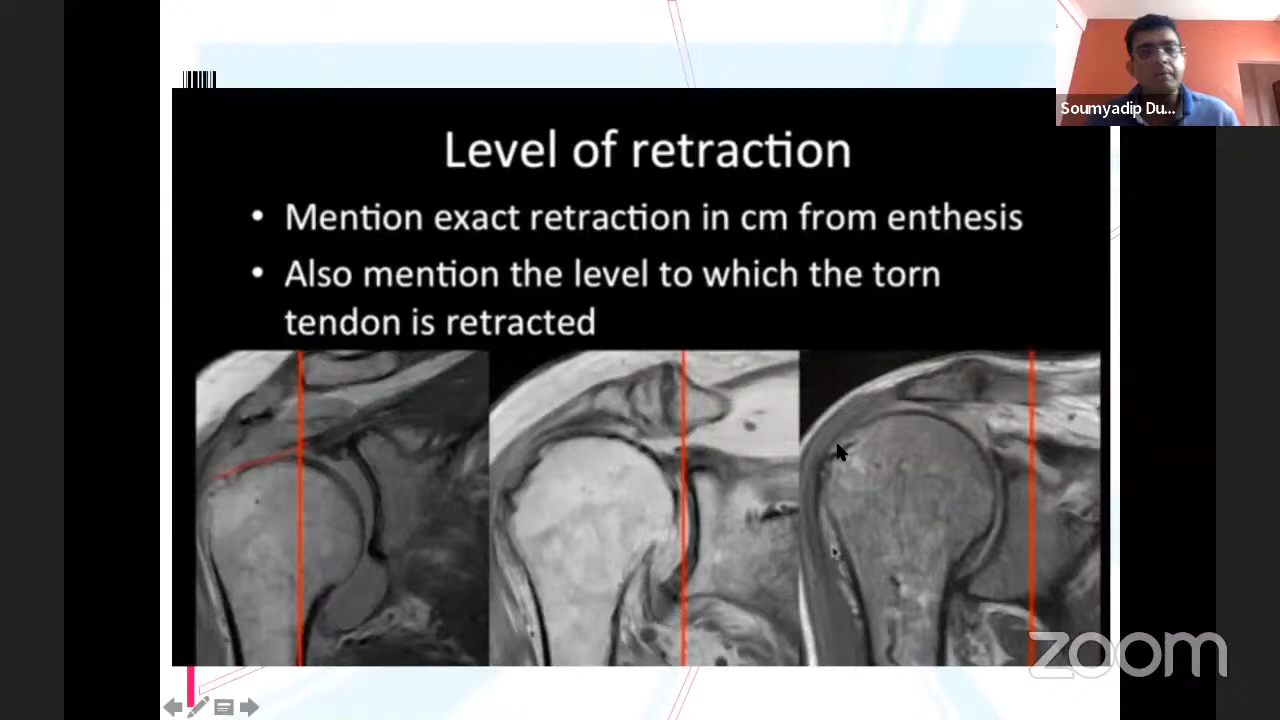 Soumyadip Du...
Level of retraction
• Mention exact retraction in cm from enthesis
• Also mention the level to which the torn
tendon is retracted
zoom